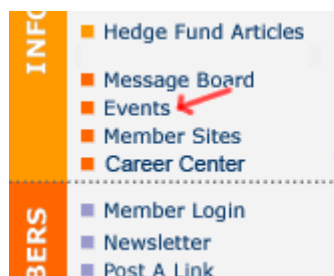 INFO
Hedge Fund Articles
Message Board
Events
Member Sites
Career Center
BERS
Member Login
Newsletter
Post A Link